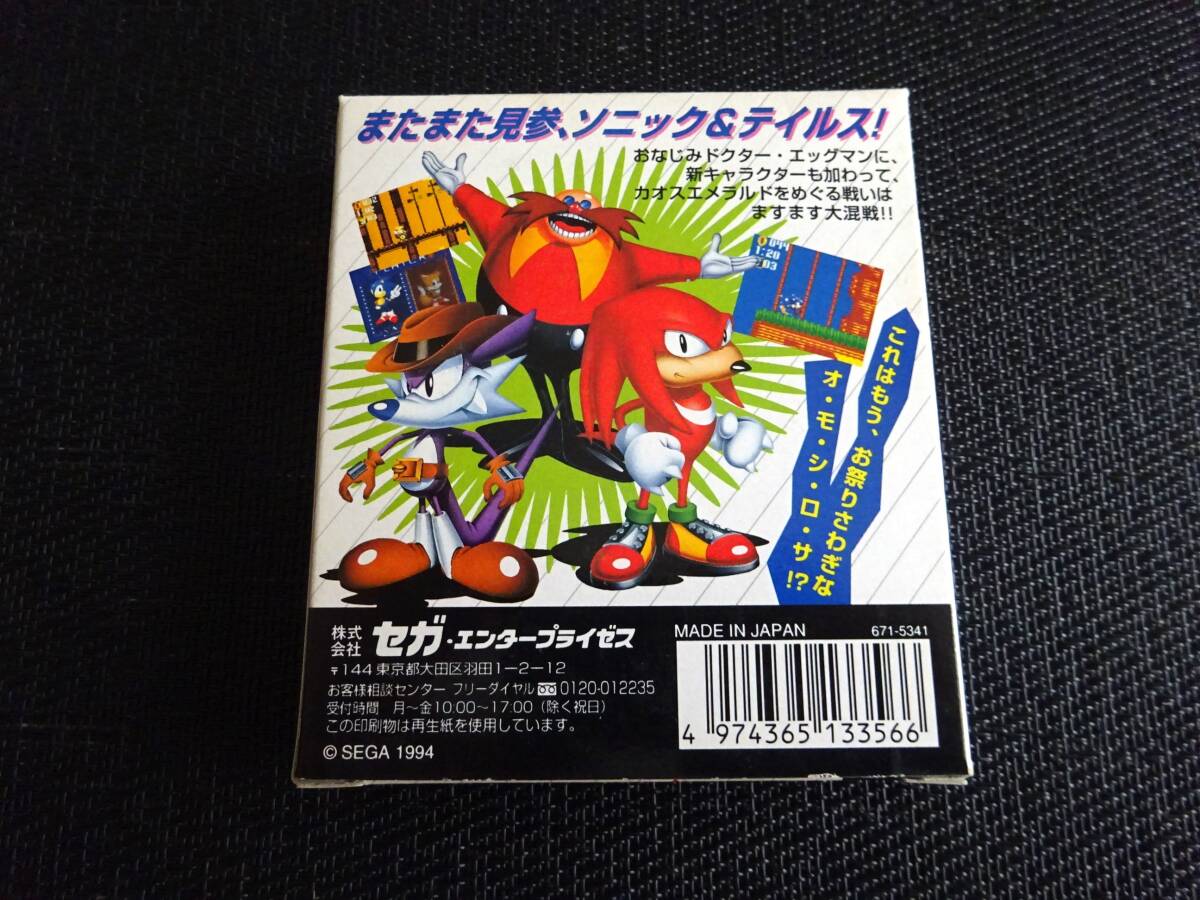 またまた見参、ソニック&テイルス!
おなじみドクター・エッグマンに、
新キャラクターも加わって、
カオスエメラルドをめぐる戦いは
ますます大混戦!!
1:20
これはもう、お祭りさわぎな
オ・モ・シ・ロ・サ!?
株式会社 セガ・エンタープライゼス
〒144 東京都大田区羽田1-2-12
お客様相談センター フリーダイヤル 0120-012235
受付時間 月〜金10:00〜17:00(除く祝日)
この印刷物は再生紙を使用しています。
© SEGA 1994
MADE IN JAPAN 671-5341
4 974365 133566